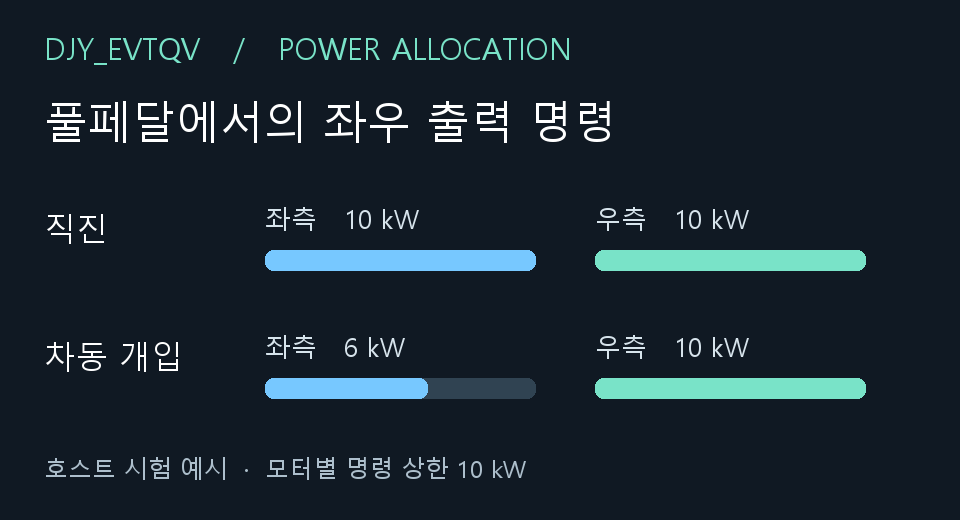 DJY_EVTQV / POWER ALLOCATION
풀페달에서의 좌우 출력 명령
직진 좌측 10 kW 우측 10 kW
차동 개입 좌측 6 kW 우측 10 kW
호스트 시험 예시 · 모터별 명령 상한 10 kW